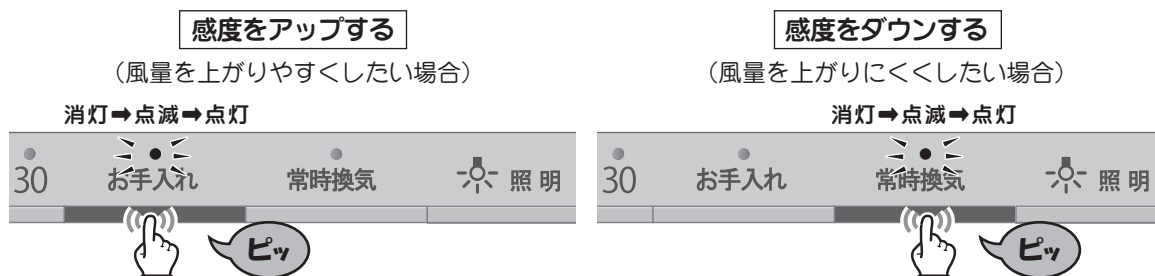 感度をアップする
（風量を上がりやすくしたい場合）
消灯➡点滅➡点灯
30 お手入れ 常時換気 照明
ピッ
感度をダウンする
（風量を上がりにくくしたい場合）
消灯➡点滅➡点灯
30 お手入れ 常時換気 照明
ピッ